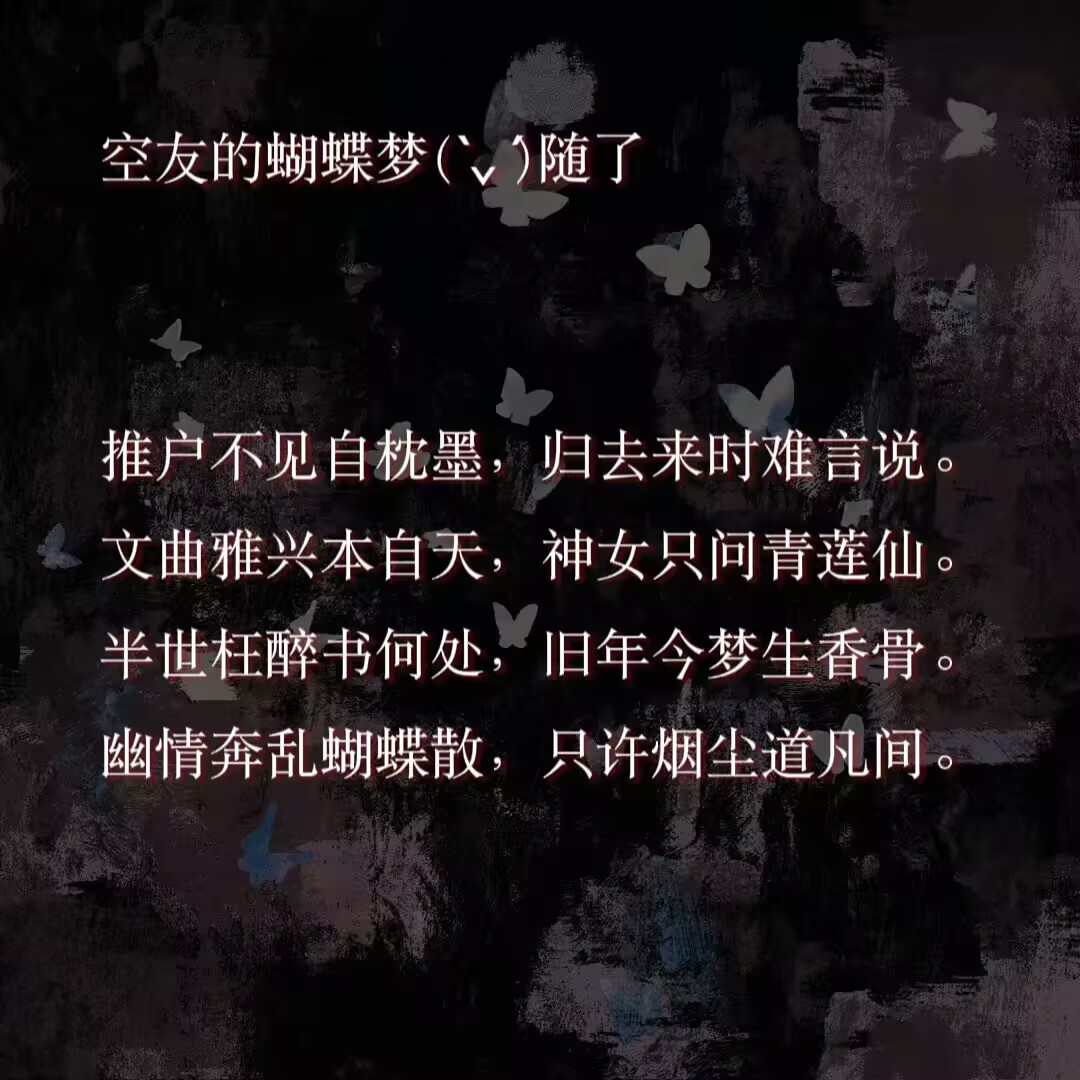 空友的蝴蝶梦(`ˇ´)随了
推户不见自枕墨，归去来时难言说。
文曲雅兴本自天，神女只问青莲仙。
半世枉醉书何处，旧年今梦生香骨。
幽情奔乱蝴蝶散，只许烟尘道凡间。